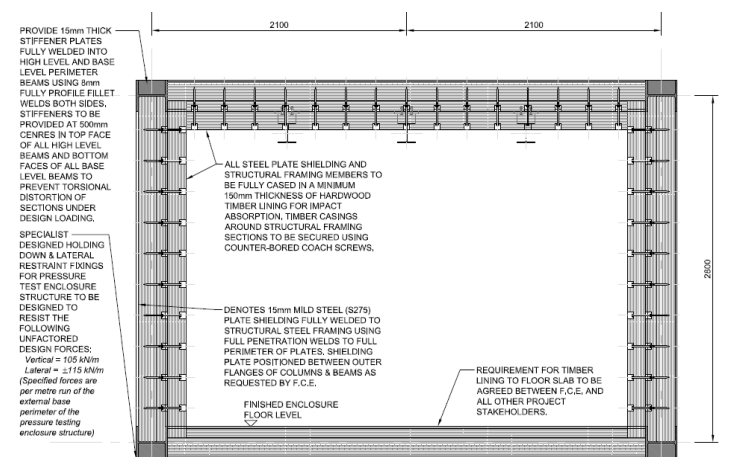 2100
2100
PROVIDE 15mm THICK
STIFFENER PLATES
FULLY WELDED INTO
HIGH LEVEL AND BASE
LEVEL PERIMETER
BEAMS USING 8mm
FULLY PROFILE FILLET
WELDS BOTH SIDES.
STIFFENERS TO BE
PROVIDED AT 500mm
CENRES IN TOP FACE
OF ALL HIGH LEVEL
BEAMS AND BOTTOM
FACES OF ALL BASE
LEVEL BEAMS TO
PREVENT TORSIONAL
DISTORTION OF
SECTIONS UNDER
DESIGN LOADING.
SPECIALIST
DESIGNED HOLDING
DOWN & LATERAL
RESTRAINT FIXINGS
FOR PRESSURE
TEST ENCLOSURE
STRUCTURE TO BE
DESIGNED TO
RESIST THE
FOLLOWING
UNFACTORED
DESIGN FORCES;
Vertical = 105 kN/m
Lateral = ±115 kN/m
(Specified forces are
per metre run of the
external base
perimeter of the
pressure testing
enclosure structure)
ALL STEEL PLATE SHIELDING AND
STRUCTURAL FRAMING MEMBERS TO
BE FULLY CASED IN A MINIMUM
150mm THICKNESS OF HARDWOOD
TIMBER LINING FOR IMPACT
ABSORPTION. TIMBER CASINGS
AROUND STRUCTURAL FRAMING
SECTIONS TO BE SECURED USING
COUNTER-BORED COACH SCREWS.
DENOTES 15mm MILD STEEL (S275)
PLATE SHIELDING FULLY WELDED TO
STRUCTURAL STEEL FRAMING USING
FULL PENETRATION WELDS TO FULL
PERIMETER OF PLATES. SHIELDING
PLATE POSITIONED BETWEEN OUTER
FLANGES OF COLUMNS & BEAMS AS
REQUESTED BY F.C.E.
FINISHED ENCLOSURE
FLOOR LEVEL
REQUIREMENT FOR TIMBER
LINING TO FLOOR SLAB TO BE
AGREED BETWEEN F.C.E. AND
ALL OTHER PROJECT
STAKEHOLDERS.
2800